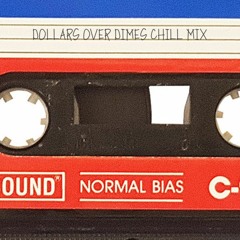 DOLLARS OVER DIMES CHILL MIX
OUND® NORMAL BIAS C-